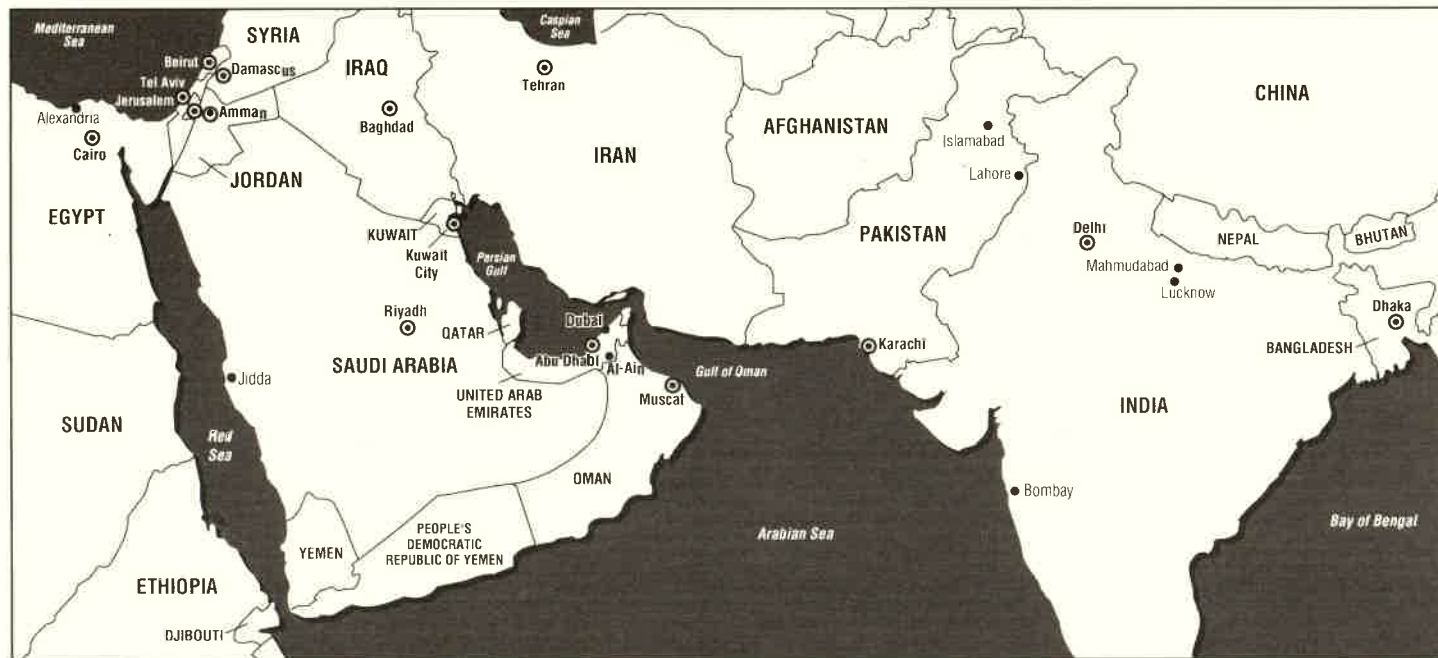 Mediterranean
Sea
SYRIA
Caspian
Sea
Beirut
Damascus
IRAQ
Tehran
Tel Aviv
Jerusalem
Amman
Alexandria
Cairo
Baghdad
AFGHANISTAN
CHINA
Islamabad
IRAN
JORDAN
Lahore
EGYPT
KUWAIT
Kuwait
City
Persian
Gulf
PAKISTAN
Delhi
NEPAL
BHUTAN
Mahmudabad
Lucknow
Riyadh
QATAR
Dubai
Dhaka
Karachi
BANGLADESH
Abu Dhabi
Al-Ain
SAUDI ARABIA
Jidda
Gulf of Oman
UNITED ARAB
EMIRATES
Muscat
INDIA
SUDAN
Red
Sea
OMAN
Bombay
PEOPLE'S
DEMOCRATIC
REPUBLIC OF YEMEN
YEMEN
Arabian Sea
Bay of Bengal
ETHIOPIA
DJIBOUTI